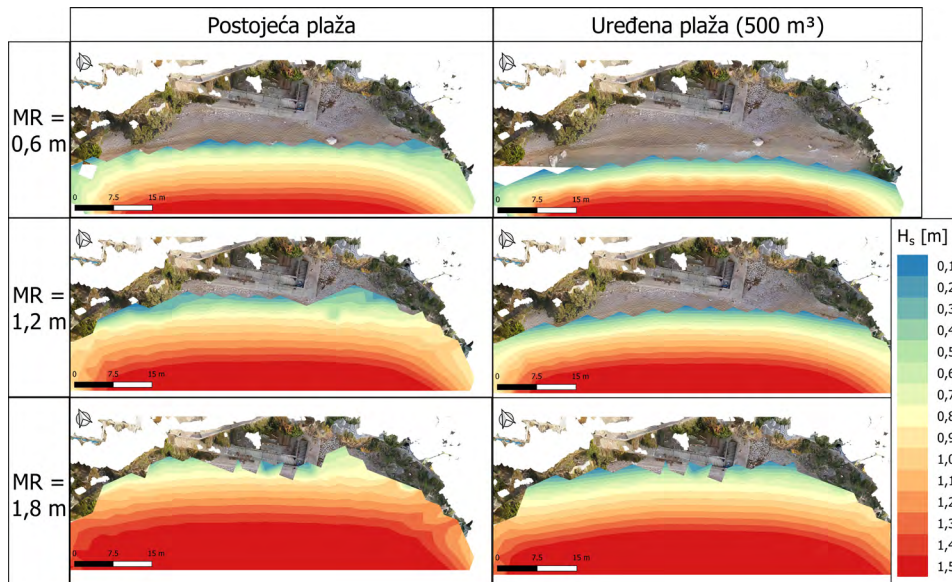 Postojeća plaža
Uređena plaža (500 m³)
MR =
0,6 m
0
7.5
15 m
0
7.5
15 m
MR =
1,2 m
0
7.5
15 m
0
7.5
15 m
MR =
1,8 m
0
7.5
15 m
0
7.5
15 m
Hₛ [m]
0,1
0,2
0,3
0,4
0,5
0,6
0,7
0,8
0,9
1,0
1,1
1,2
1,3
1,4